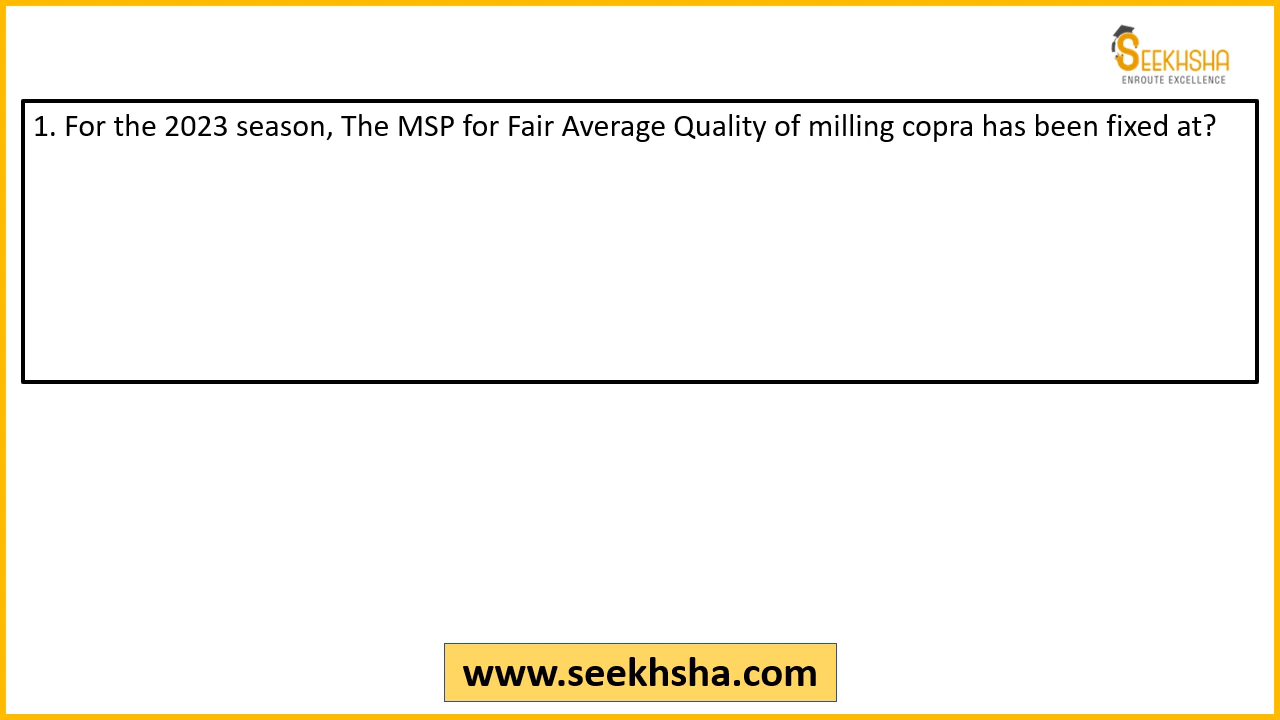 SEEKHSHA
ENROUTE EXCELLENCE
1. For the 2023 season, The MSP for Fair Average Quality of milling copra has been fixed at?
www.seekhsha.com